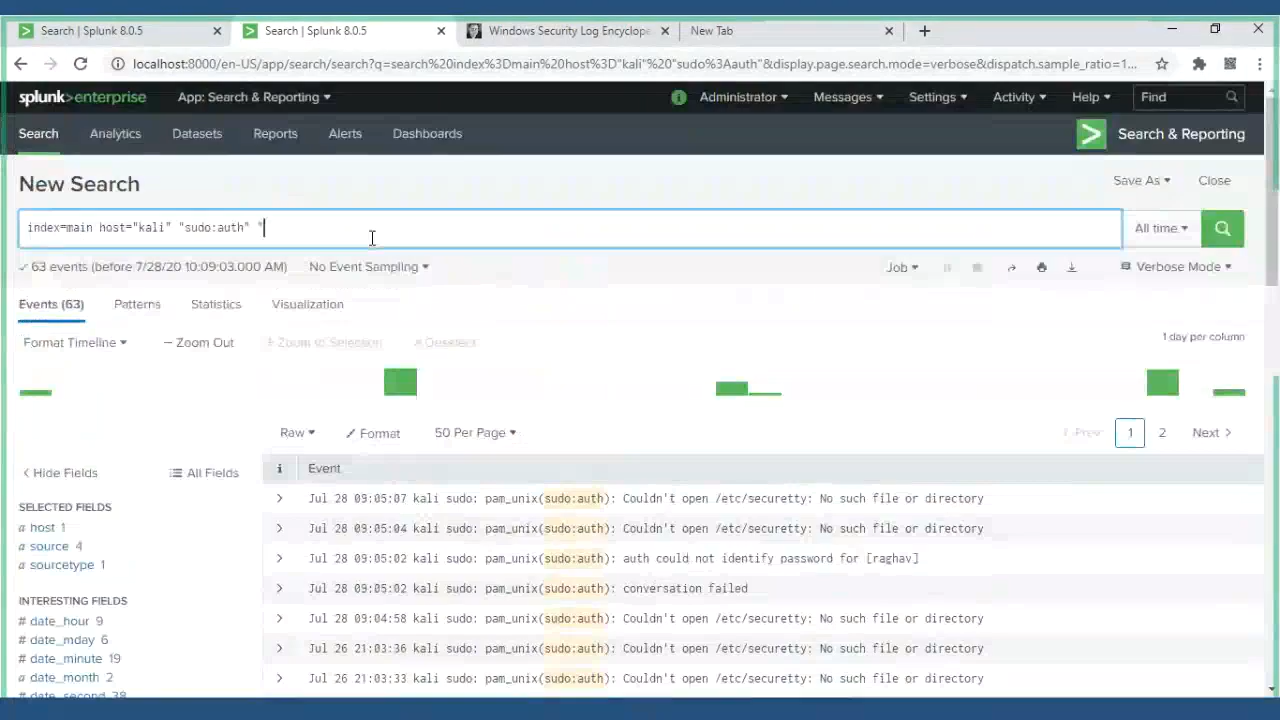 Search | Splunk 8.0.5
Search | Splunk 8.0.5
Windows Security Log Encyclope
New Tab
localhost:8000/en-US/app/search/search?q=search%20index%3Dmain%20host%3D"kali"%20"sudo%3Aauth"&display.page.search.mode=verbose&dispatch.sample_ratio=1...
splunk>enterprise App: Search & Reporting
Administrator Messages Settings Activity Help Find
Search Analytics Datasets Reports Alerts Dashboards
Search & Reporting
New Search
Save As Close
index=main host="kali" "sudo:auth" "
All time
63 events (before 7/28/20 10:09:03.000 AM) No Event Sampling
Job Verbose Mode
Events (63) Patterns Statistics Visualization
Format Timeline – Zoom Out + Zoom to Selection × Deselect
1 day per column
Raw Format 50 Per Page
< Prev 1 2 Next >
< Hide Fields All Fields
i Event
SELECTED FIELDS
a host 1
a source 4
a sourcetype 1
INTERESTING FIELDS
# date_hour 9
# date_mday 6
# date_minute 19
# date_month 2
# date_second 38
> Jul 28 09:05:07 kali sudo: pam_unix(sudo:auth): Couldn't open /etc/securetty: No such file or directory
> Jul 28 09:05:04 kali sudo: pam_unix(sudo:auth): Couldn't open /etc/securetty: No such file or directory
> Jul 28 09:05:02 kali sudo: pam_unix(sudo:auth): auth could not identify password for [raghav]
> Jul 28 09:05:02 kali sudo: pam_unix(sudo:auth): conversation failed
> Jul 28 09:04:58 kali sudo: pam_unix(sudo:auth): Couldn't open /etc/securetty: No such file or directory
> Jul 26 21:03:36 kali sudo: pam_unix(sudo:auth): Couldn't open /etc/securetty: No such file or directory
> Jul 26 21:03:33 kali sudo: pam_unix(sudo:auth): Couldn't open /etc/securetty: No such file or directory